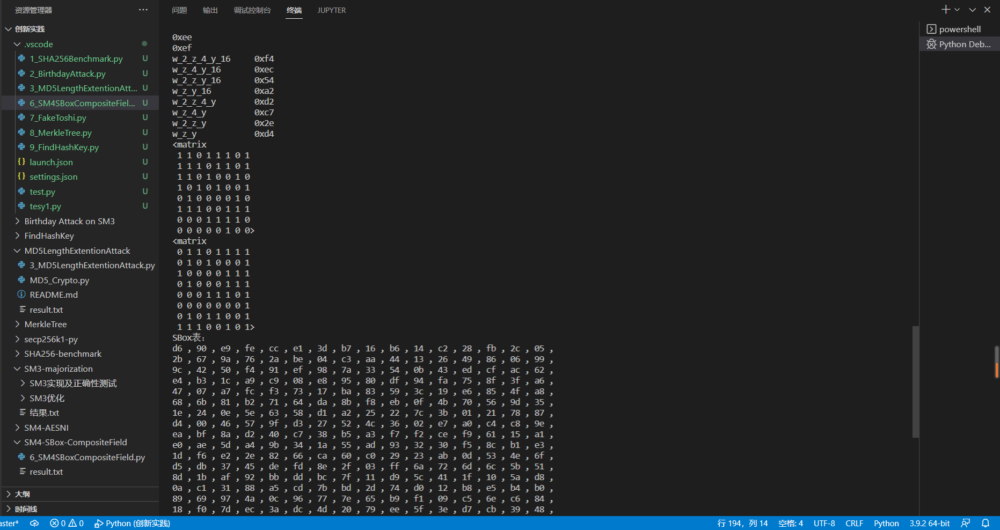 资源管理器
创新实践
.vscode
1_SHA256Benchmark.py U
2_BirthdayAttack.py U
3_MD5LengthExtentionAtt... U
6_SM4SBoxCompositeFiel... U
7_FakeToshi.py U
8_MerkleTree.py U
9_FindHashKey.py U
launch.json U
settings.json U
test.py U
tesy1.py U
Birthday Attack on SM3
FindHashKey
MD5LengthExtentionAttack
3_MD5LengthExtentionAttack.py
MD5_Crypto.py
README.md
result.txt
MerkleTree
secp256k1-py
SHA256-benchmark
SM3-majorization
SM3实现及正确性测试
SM3优化
结果.txt
SM4-AESNI
SM4-SBox-CompositeField
6_SM4SBoxCompositeField.py
result.txt
大纲
时间线
问题 输出 调试控制台 终端 JUPYTER
0xee
0xef
w_2_z_4_y_16 0xf4
w_z_4_y_16 0xec
w_2_z_y_16 0x54
w_z_y_16 0xa2
w_2_z_4_y 0xd2
w_z_4_y 0xc7
w_2_z_y 0x2e
w_z_y 0xd4
<matrix
1 1 0 1 1 1 0 1
1 1 1 0 1 1 0 1
1 1 0 1 0 0 1 0
1 0 1 0 1 0 0 1
0 1 0 0 0 0 1 0
1 1 1 0 0 1 1 1
0 0 0 1 1 1 1 0
0 0 0 0 0 1 0 0>
<matrix
0 1 1 0 1 1 1 1
0 1 0 1 0 0 0 1
1 0 0 0 0 1 1 1
0 1 0 0 0 1 1 1
0 0 0 1 1 1 0 1
0 0 0 0 0 0 0 1
0 1 0 1 1 0 0 1
1 1 1 0 0 1 0 1>
SBox表:
d6 , 90 , e9 , fe , cc , e1 , 3d , b7 , 16 , b6 , 14 , c2 , 28 , fb , 2c , 05 ,
2b , 67 , 9a , 76 , 2a , be , 04 , c3 , aa , 44 , 13 , 26 , 49 , 86 , 06 , 99 ,
9c , 42 , 50 , f4 , 91 , ef , 98 , 7a , 33 , 54 , 0b , 43 , ed , cf , ac , 62 ,
e4 , b3 , 1c , a9 , c9 , 08 , e8 , 95 , 80 , df , 94 , fa , 75 , 8f , 3f , a6 ,
47 , 07 , a7 , fc , f3 , 73 , 17 , ba , 83 , 59 , 3c , 19 , e6 , 85 , 4f , a8 ,
68 , 6b , 81 , b2 , 71 , 64 , da , 8b , f8 , eb , 0f , 4b , 70 , 56 , 9d , 35 ,
1e , 24 , 0e , 5e , 63 , 58 , d1 , a2 , 25 , 22 , 7c , 3b , 01 , 21 , 78 , 87 ,
d4 , 00 , 46 , 57 , 9f , d3 , 27 , 52 , 4c , 36 , 02 , e7 , a0 , c4 , c8 , 9e ,
ea , bf , 8a , d2 , 40 , c7 , 38 , b5 , a3 , f7 , f2 , ce , f9 , 61 , 15 , a1 ,
e0 , ae , 5d , a4 , 9b , 34 , 1a , 55 , ad , 93 , 32 , 30 , f5 , 8c , b1 , e3 ,
1d , f6 , e2 , 2e , 82 , 66 , ca , 60 , c0 , 29 , 23 , ab , 0d , 53 , 4e , 6f ,
d5 , db , 37 , 45 , de , fd , 8e , 2f , 03 , ff , 6a , 72 , 6d , 6c , 5b , 51 ,
8d , 1b , af , 92 , bb , dd , bc , 7f , 11 , d9 , 5c , 41 , 1f , 10 , 5a , d8 ,
0a , c1 , 31 , 88 , a5 , cd , 7b , bd , 2d , 74 , d0 , 12 , b8 , e5 , b4 , b0 ,
89 , 69 , 97 , 4a , 0c , 96 , 77 , 7e , 65 , b9 , f1 , 09 , c5 , 6e , c6 , 84 ,
18 , f0 , 7d , ec , 3a , dc , 4d , 20 , 79 , ee , 5f , 3e , d7 , cb , 39 , 48 ,
powershell
Python Deb...
aster* 0 0 Python (创新实践) 行 194，列 14 空格: 4 UTF-8 CRLF Python 3.9.2 64-bit